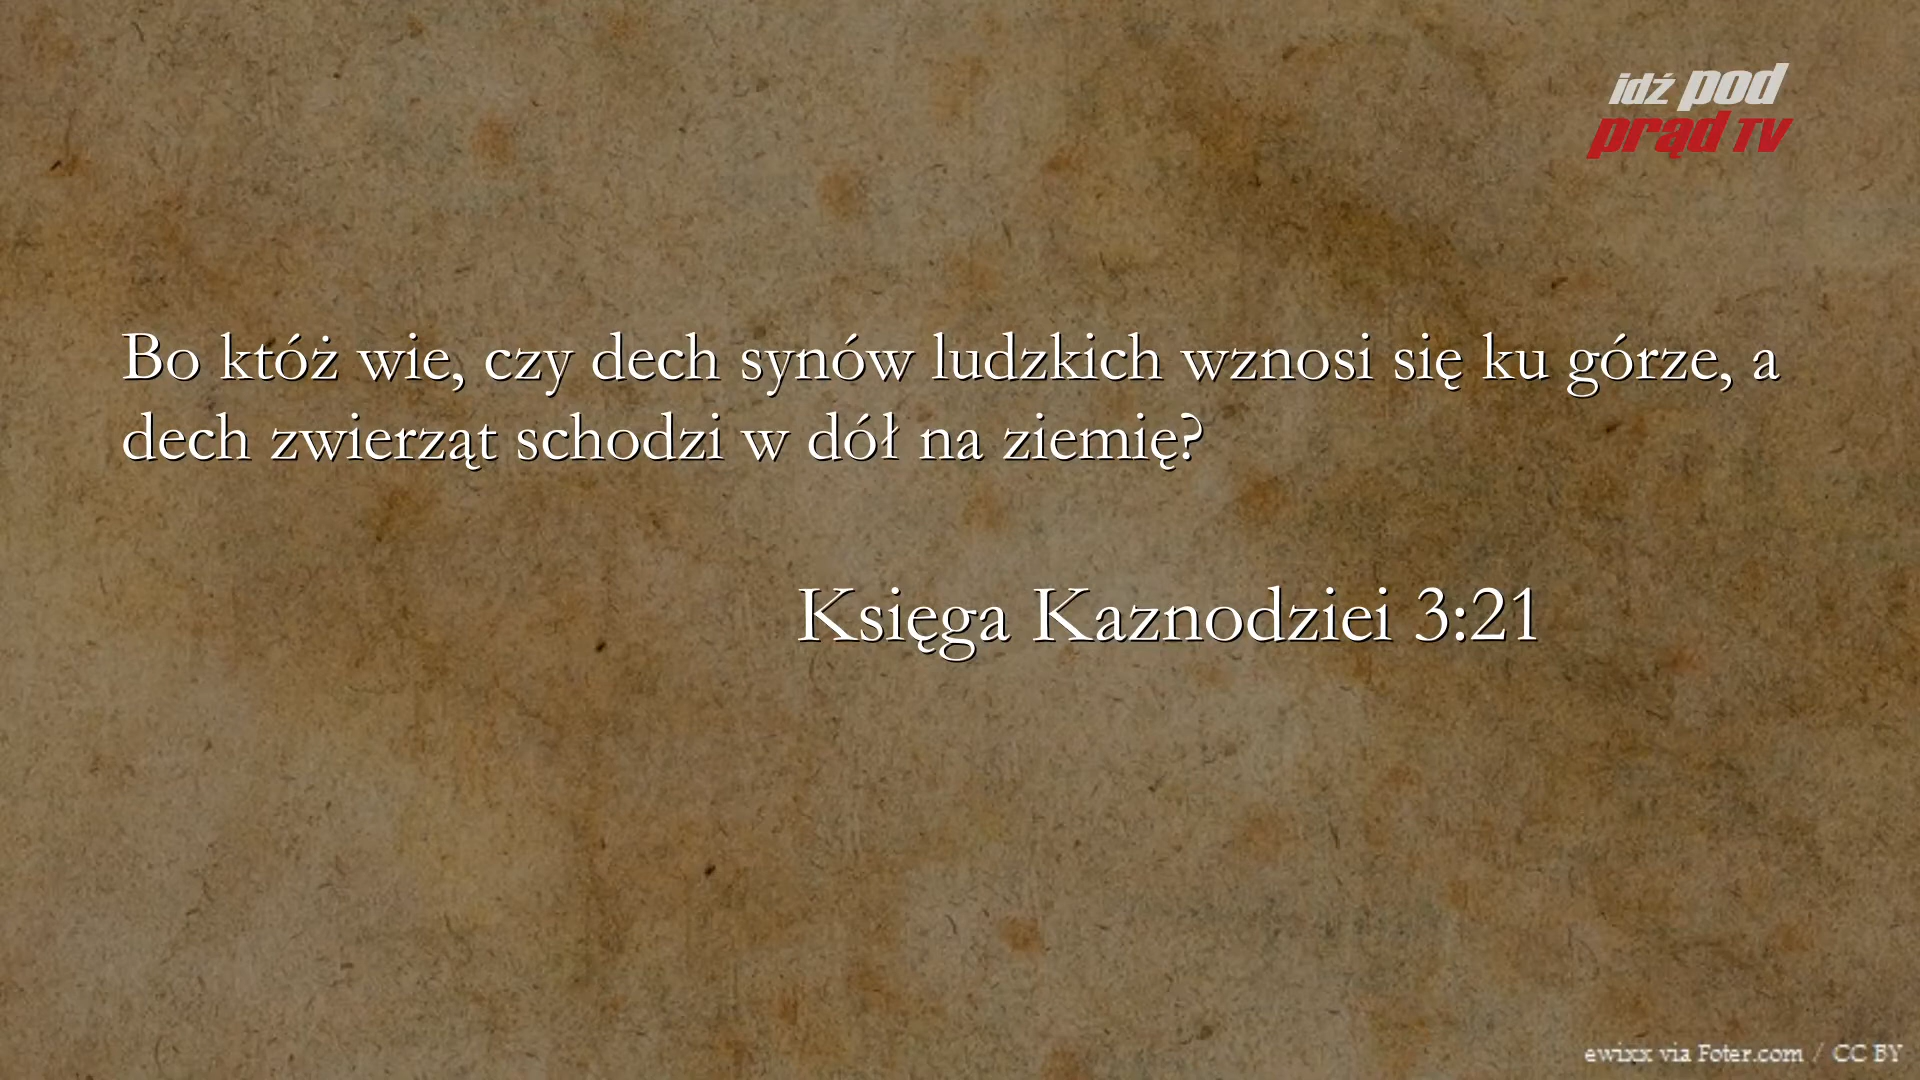 idź pod
prąd TV
Bo któż wie, czy dech synów ludzkich wznosi się ku górze, a
dech zwierząt schodzi w dół na ziemię?
Księga Kaznodziei 3:21
ewixx via Foter.com / CC BY